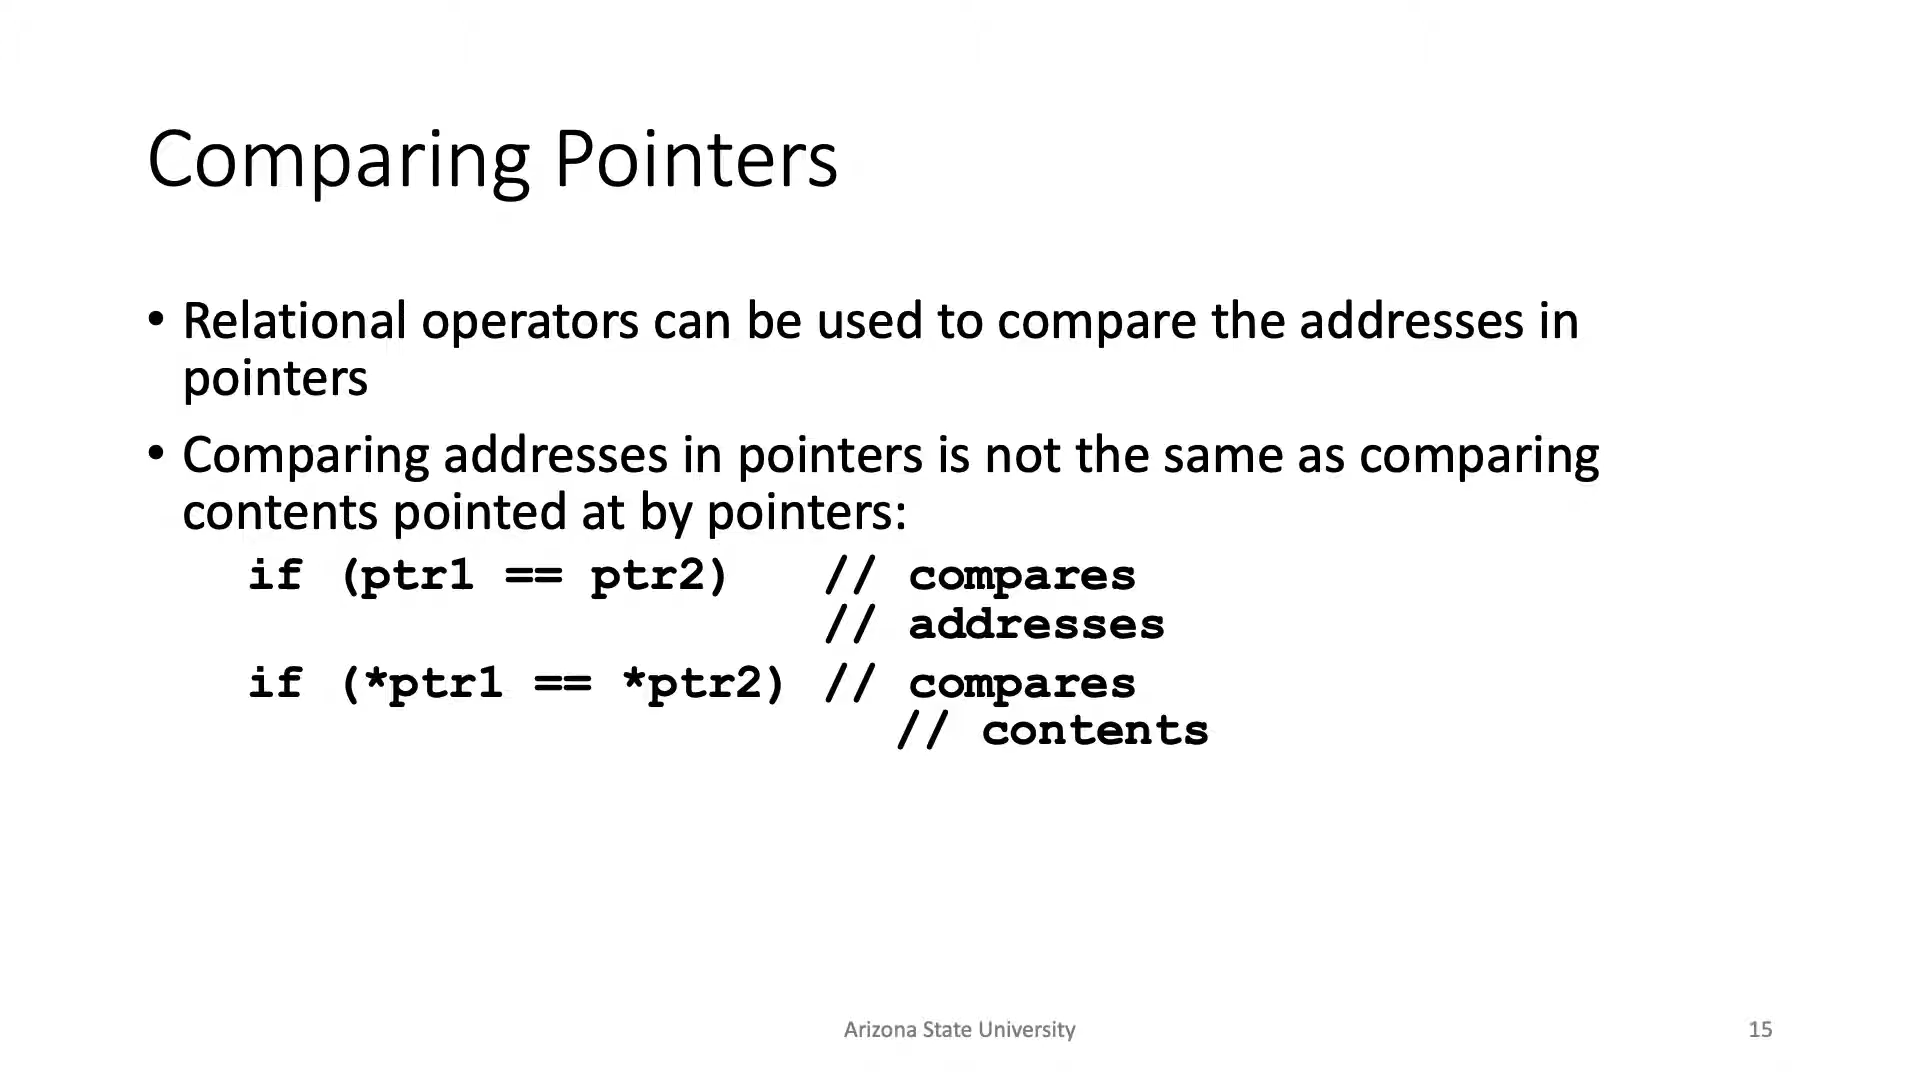 Comparing Pointers
• Relational operators can be used to compare the addresses in
pointers
• Comparing addresses in pointers is not the same as comparing
contents pointed at by pointers:
if (ptr1 == ptr2)   // compares
// addresses
if (*ptr1 == *ptr2) // compares
// contents
Arizona State University
15